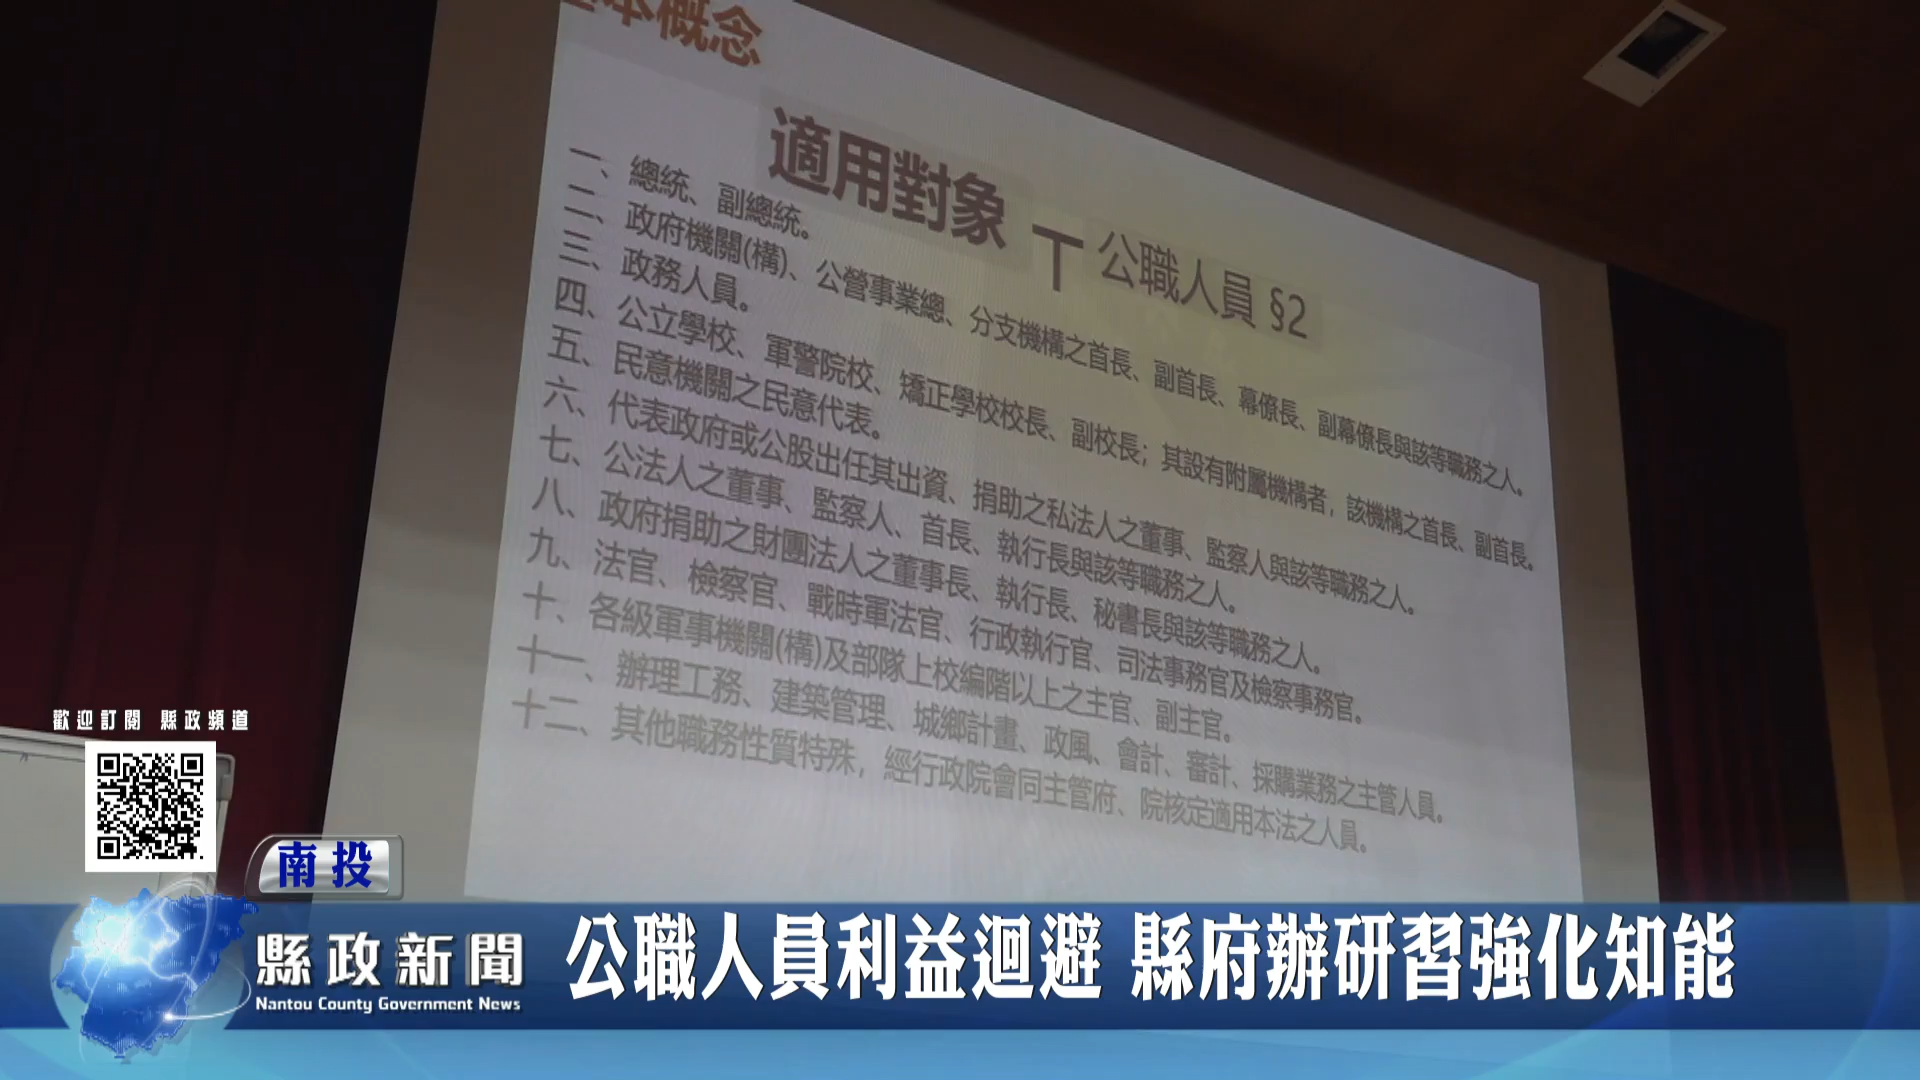 本概念
適用對象
公職人員 §2
一、總統、副總統。
二、政府機關(構)、公營事業總、分支機構之首長、副首長、幕僚長、副幕僚長與該等職務之人。
三、政務人員。
四、公立學校、軍警院校、矯正學校校長、副校長；其設有附屬機構者，該機構之首長、副首長。
五、民意機關之民意代表。
六、代表政府或公股出任其出資、捐助之私法人之董事、監察人與該等職務之人。
七、公法人之董事、監察人、首長、執行長與該等職務之人。
八、政府捐助之財團法人之董事長、執行長、秘書長與該等職務之人。
九、法官、檢察官、戰時軍法官、行政執行官、司法事務官及檢察事務官。
十、各級軍事機關(構)及部隊上校編階以上之主官、副主官。
十一、辦理工務、建築管理、城鄉計畫、政風、會計、審計、採購業務之主管人員。
十二、其他職務性質特殊，經行政院會同主管府、院核定適用本法之人員。
歡迎訂閱 縣政頻道
南投
縣政新聞
Nantou County Government News
公職人員利益迴避 縣府辦研習強化知能